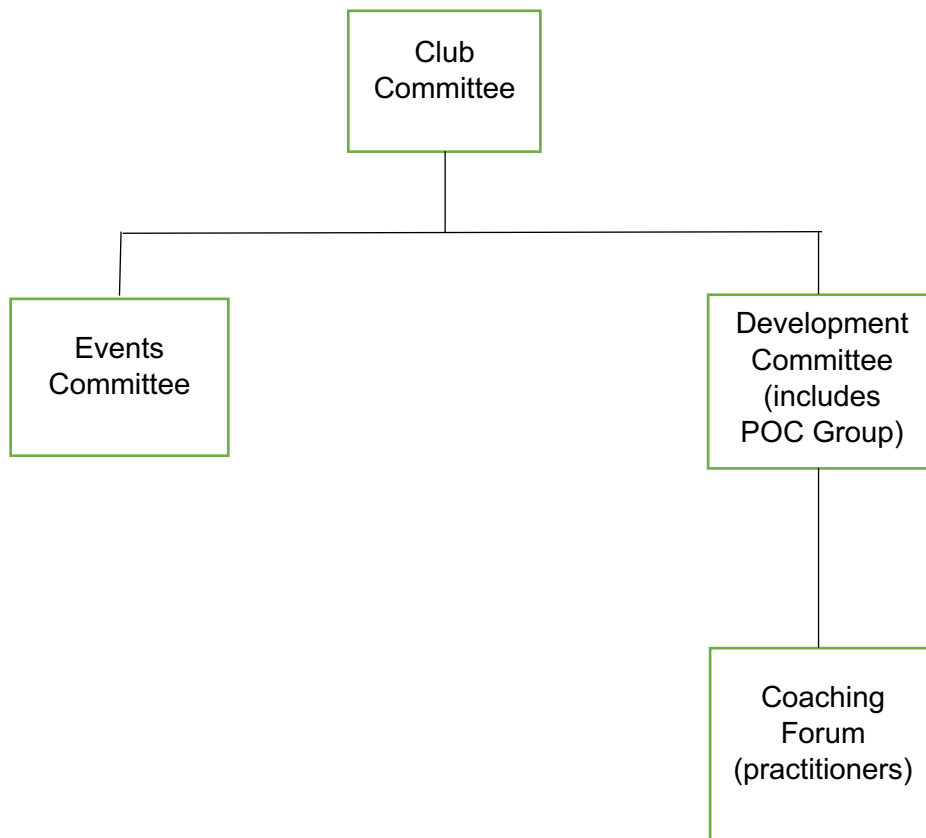 Club
Committee
Events
Committee
Development
Committee
(includes
POC Group)
Coaching
Forum
(practitioners)